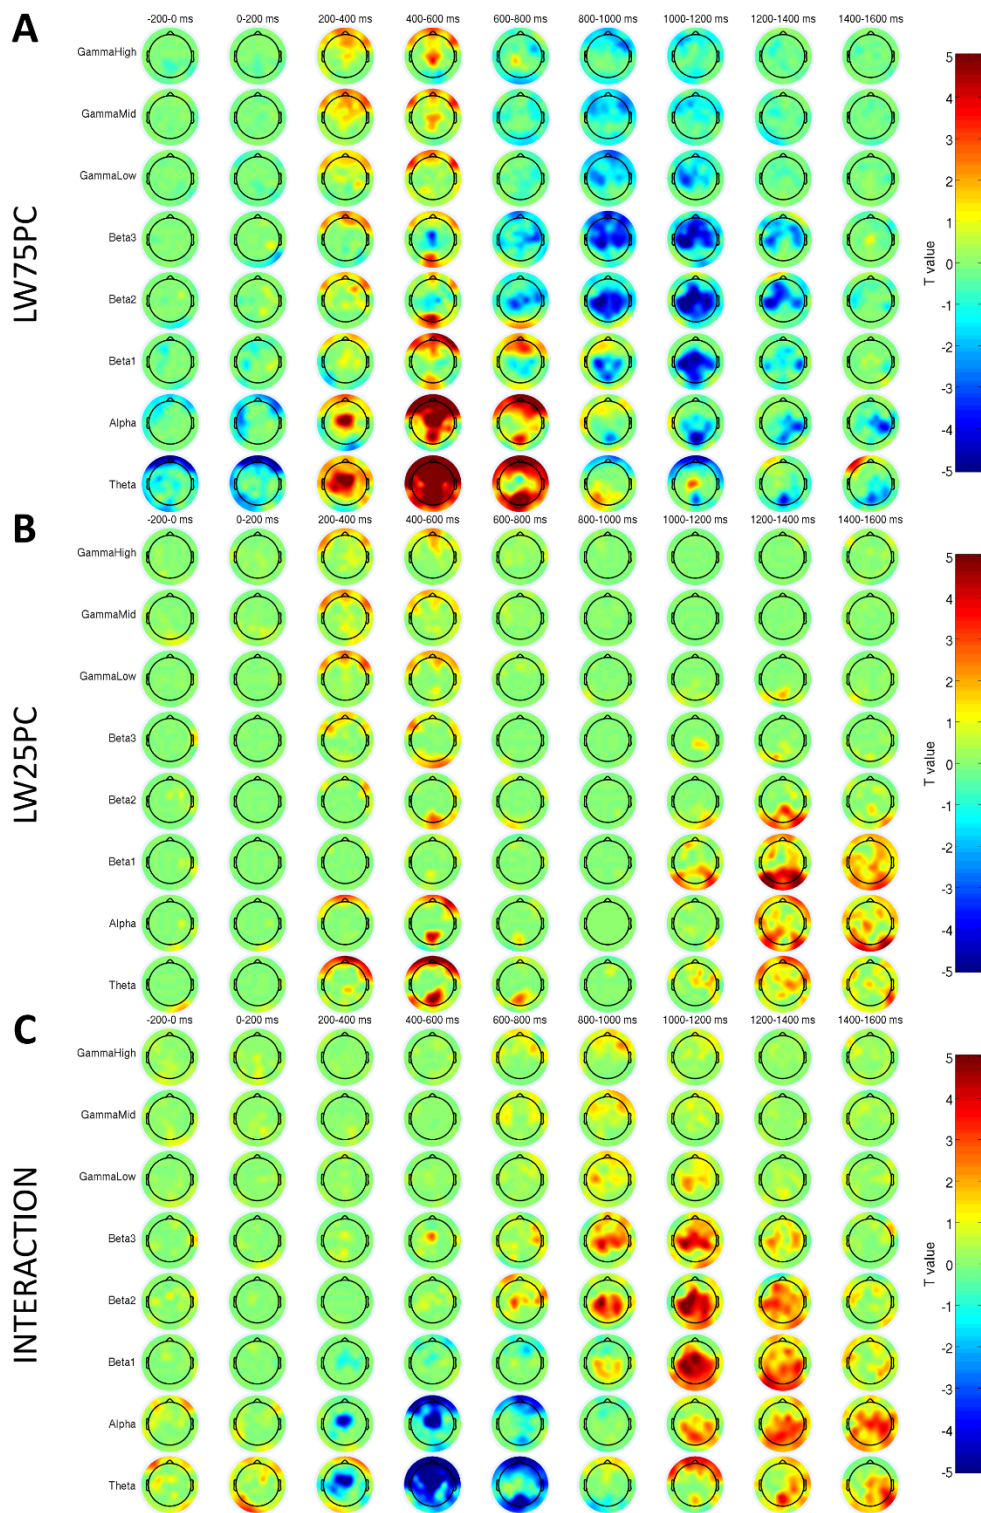 A
-200-0 ms 0-200 ms 200-400 ms 400-600 ms 600-800 ms 800-1000 ms 1000-1200 ms 1200-1400 ms 1400-1600 ms
LW75PC
GammaHigh
GammaMid
GammaLow
Beta3
Beta2
Beta1
Alpha
Theta
5
4
3
2
1
0
-1
-2
-3
-4
-5
T value
B
-200-0 ms 0-200 ms 200-400 ms 400-600 ms 600-800 ms 800-1000 ms 1000-1200 ms 1200-1400 ms 1400-1600 ms
LW25PC
GammaHigh
GammaMid
GammaLow
Beta3
Beta2
Beta1
Alpha
Theta
5
4
3
2
1
0
-1
-2
-3
-4
-5
T value
C
-200-0 ms 0-200 ms 200-400 ms 400-600 ms 600-800 ms 800-1000 ms 1000-1200 ms 1200-1400 ms 1400-1600 ms
INTERACTION
GammaHigh
GammaMid
GammaLow
Beta3
Beta2
Beta1
Alpha
Theta
5
4
3
2
1
0
-1
-2
-3
-4
-5
T value